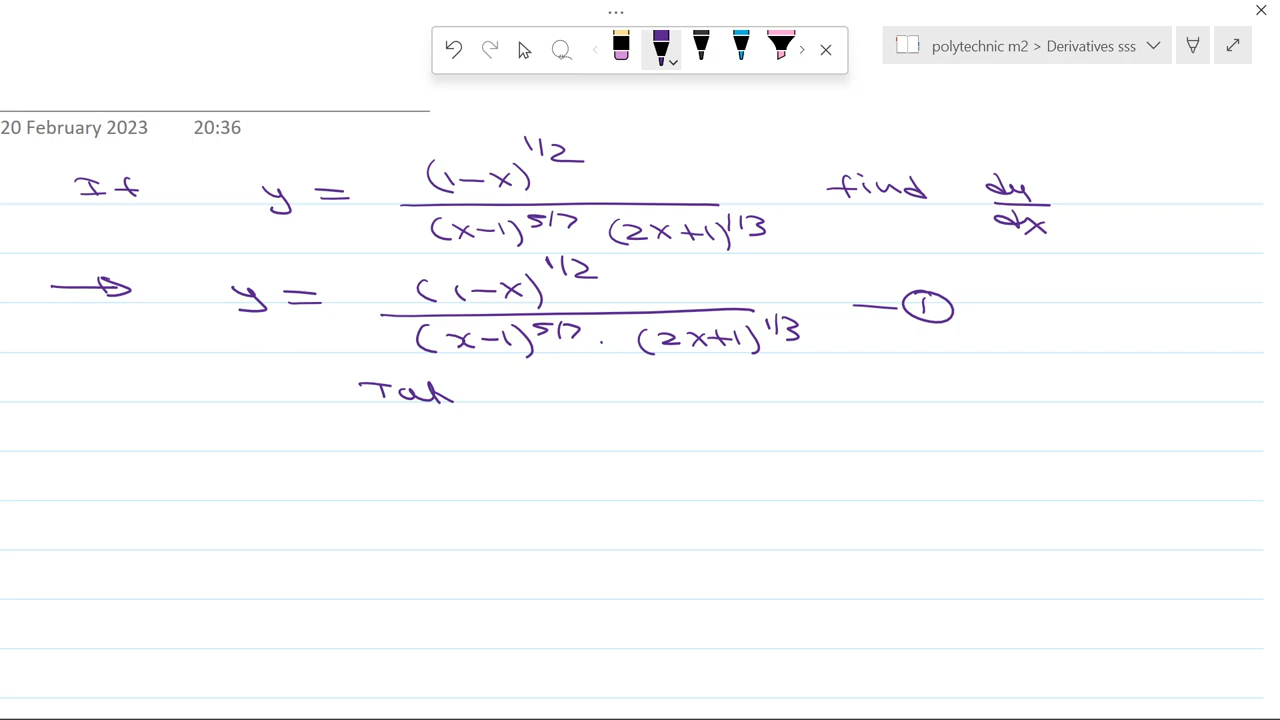 polytechnic m2 > Derivatives sss
20 February 2023 20:36
If y = (1-x)^1/2 / (x-1)^5/7 (2x+1)^1/3 find dy/dx
→ y = (1-x)^1/2 / (x-1)^5/7 . (2x+1)^1/3 — ①
Tak